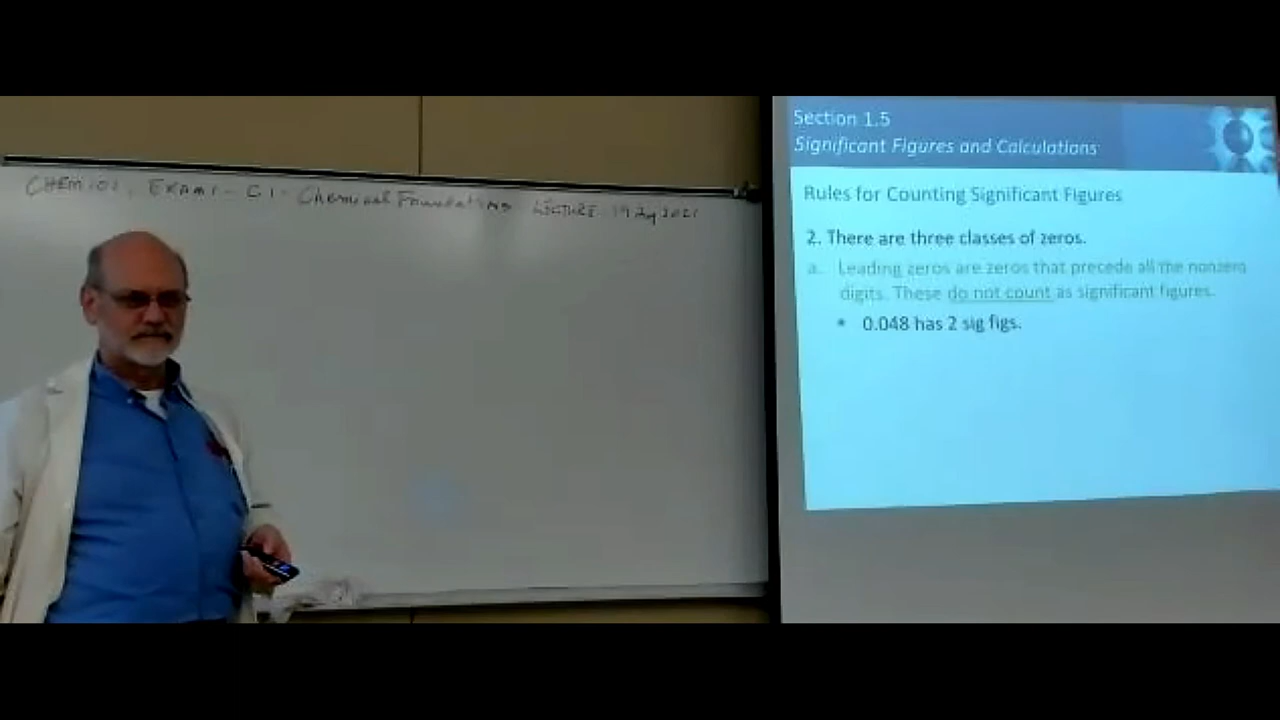 CHEM 101, EXAM 1 - C1 - Chemical Foundations LECTURE 19 2021
Section 1.5
Significant Figures and Calculations
Rules for Counting Significant Figures
2. There are three classes of zeros.
a. Leading zeros are zeros that precede all the nonzero
digits. These do not count as significant figures.
• 0.048 has 2 sig figs.